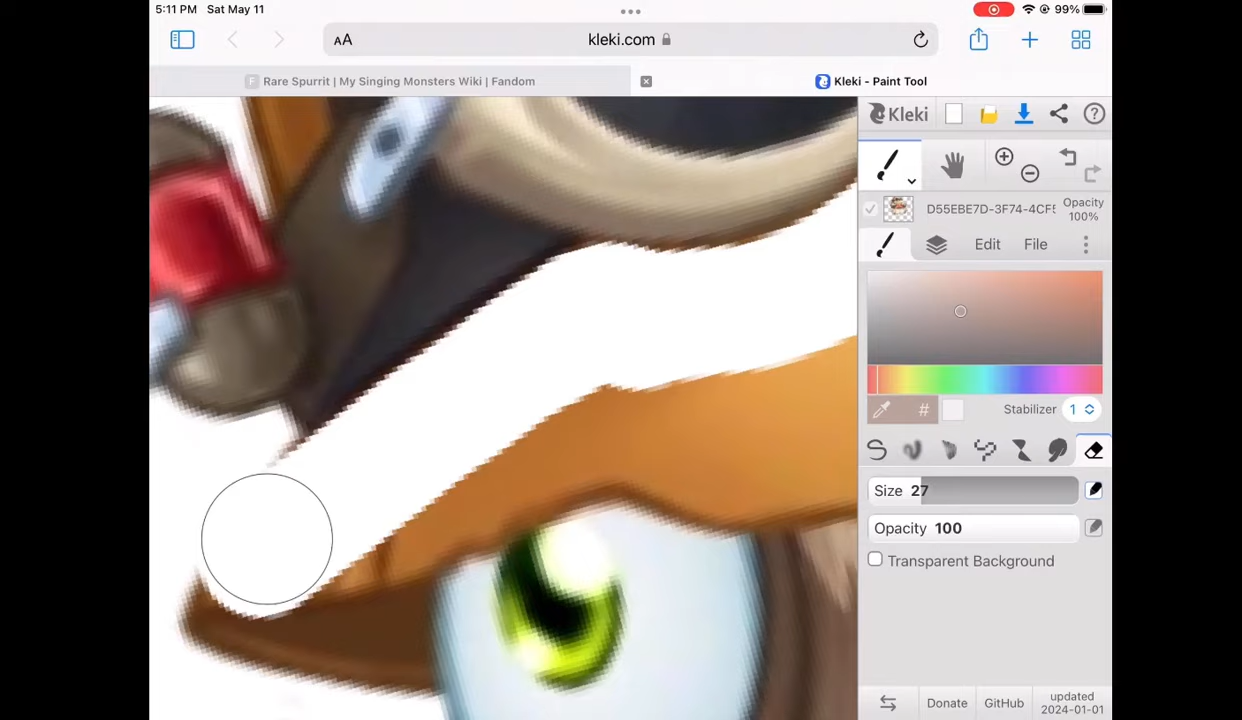 5:11 PM Sat May 11
99%
AA
kleki.com
Rare Spurrit | My Singing Monsters Wiki | Fandom
Kleki - Paint Tool
Kleki
D55EBE7D-3F74-4CF5
Opacity
100%
Edit
File
#
Stabilizer 1
Size 27
Opacity 100
Transparent Background
Donate
GitHub
updated
2024-01-01